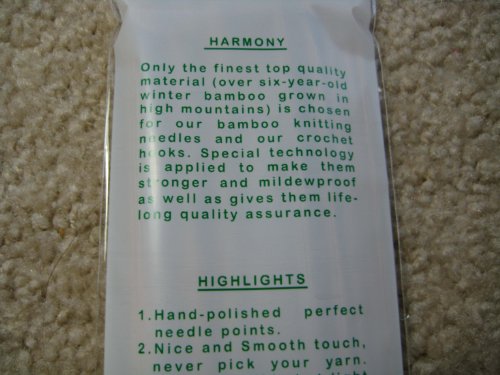 HARMONY
Only the finest top quality
material (over six-year-old
winter bamboo grown in
high mountains) is chosen
for our bamboo knitting
needles and our crochet
hooks. Special technology
is applied to make them
stronger and mildewproof
as well as gives them life-
long quality assurance.
HIGHLIGHTS
1.Hand-polished perfect
needle points.
2.Nice and Smooth touch,
never pick your yarn.
light